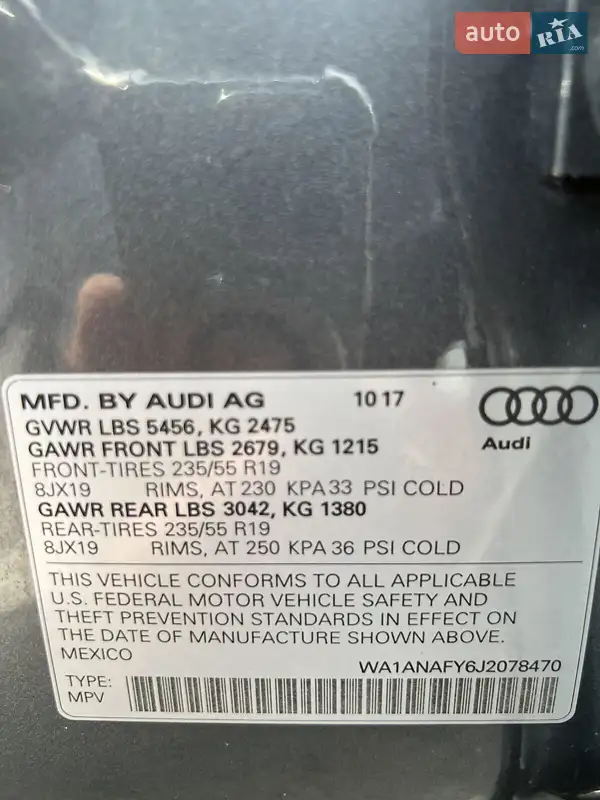 auto RIA.com
MFD. BY AUDI AG 10 17
GVWR LBS 5456, KG 2475
GAWR FRONT LBS 2679, KG 1215
Audi
FRONT-TIRES 235/55 R19
8JX19 RIMS, AT 230 KPA 33 PSI COLD
GAWR REAR LBS 3042, KG 1380
REAR-TIRES 235/55 R19
8JX19 RIMS, AT 250 KPA 36 PSI COLD
THIS VEHICLE CONFORMS TO ALL APPLICABLE
U.S. FEDERAL MOTOR VEHICLE SAFETY AND
THEFT PREVENTION STANDARDS IN EFFECT ON
THE DATE OF MANUFACTURE SHOWN ABOVE.
MEXICO
WA1ANAFY6J2078470
TYPE:
MPV